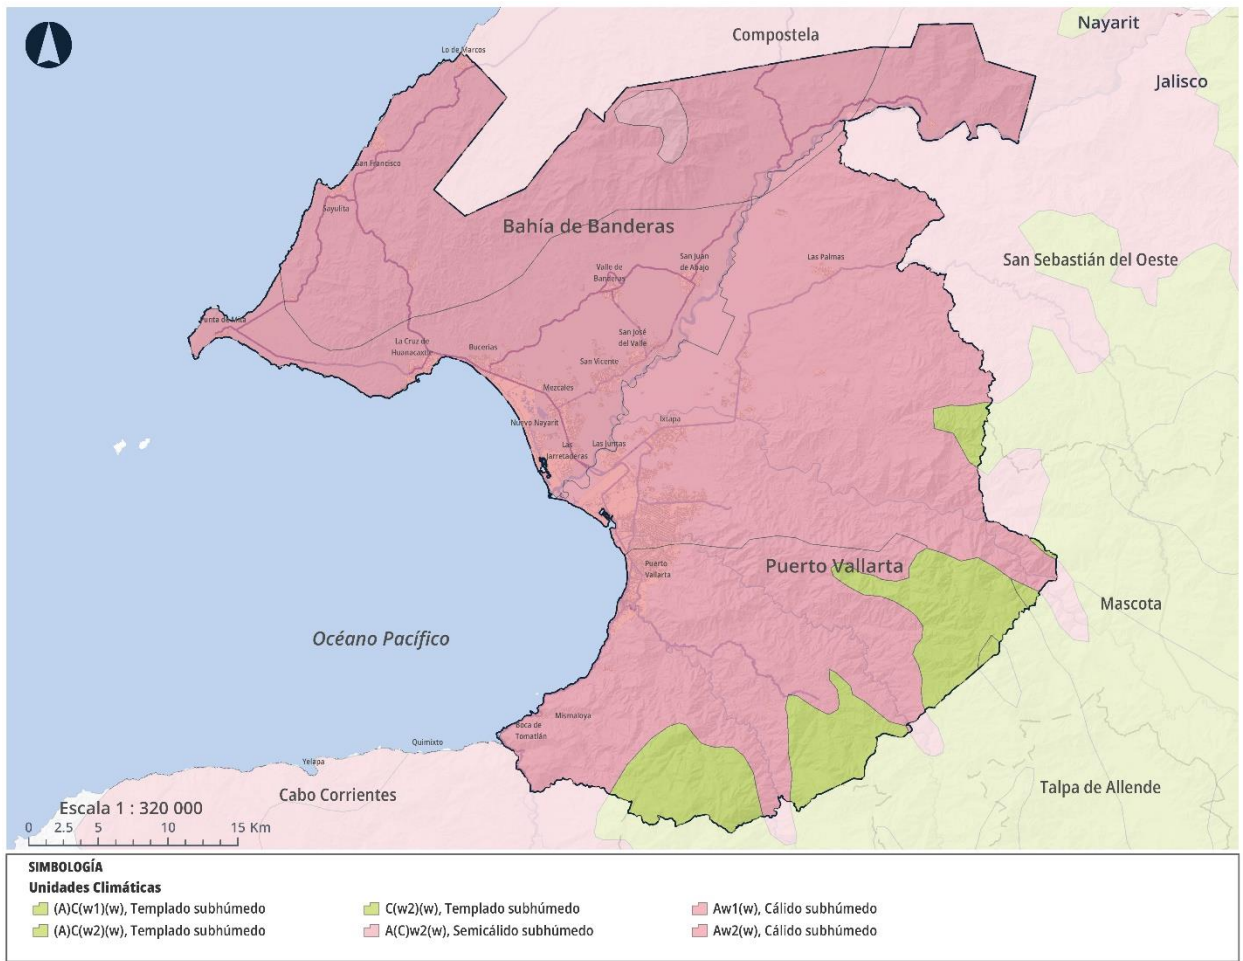 Nayarit
Compostela
Lo de Marcos
Jalisco
San Francisco
Sayulita
Bahía de Banderas
San Juan
de Abajo
Las Palmas
San Sebastián del Oeste
Valle de
Banderas
Punta de Mita
San José
del Valle
La Cruz de
Huanacaxtle
Bucerías
San Vicente
Mezcales
Nuevo Nayarit
Ixtapa
Las Juntas
Las
Jarretaderas
Puerto
Vallarta
Puerto Vallarta
Mascota
Océano Pacífico
Mismaloya
Boca de
Tomatlán
Quimixto
Yelapa
Cabo Corrientes
Talpa de Allende
Escala 1 : 320 000
0 2.5 5 10 15 Km
SIMBOLOGÍA
Unidades Climáticas
(A)C(w1)(w), Templado subhúmedo
(A)C(w2)(w), Templado subhúmedo
C(w2)(w), Templado subhúmedo
A(C)w2(w), Semicálido subhúmedo
Aw1(w), Cálido subhúmedo
Aw2(w), Cálido subhúmedo